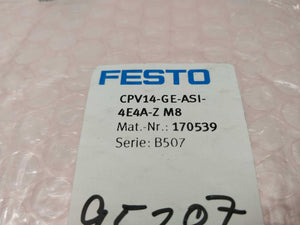 FESTO
CPV14-GE-ASI-
4E4A-Z M8
Mat.-Nr.: 170539
Serie: B507